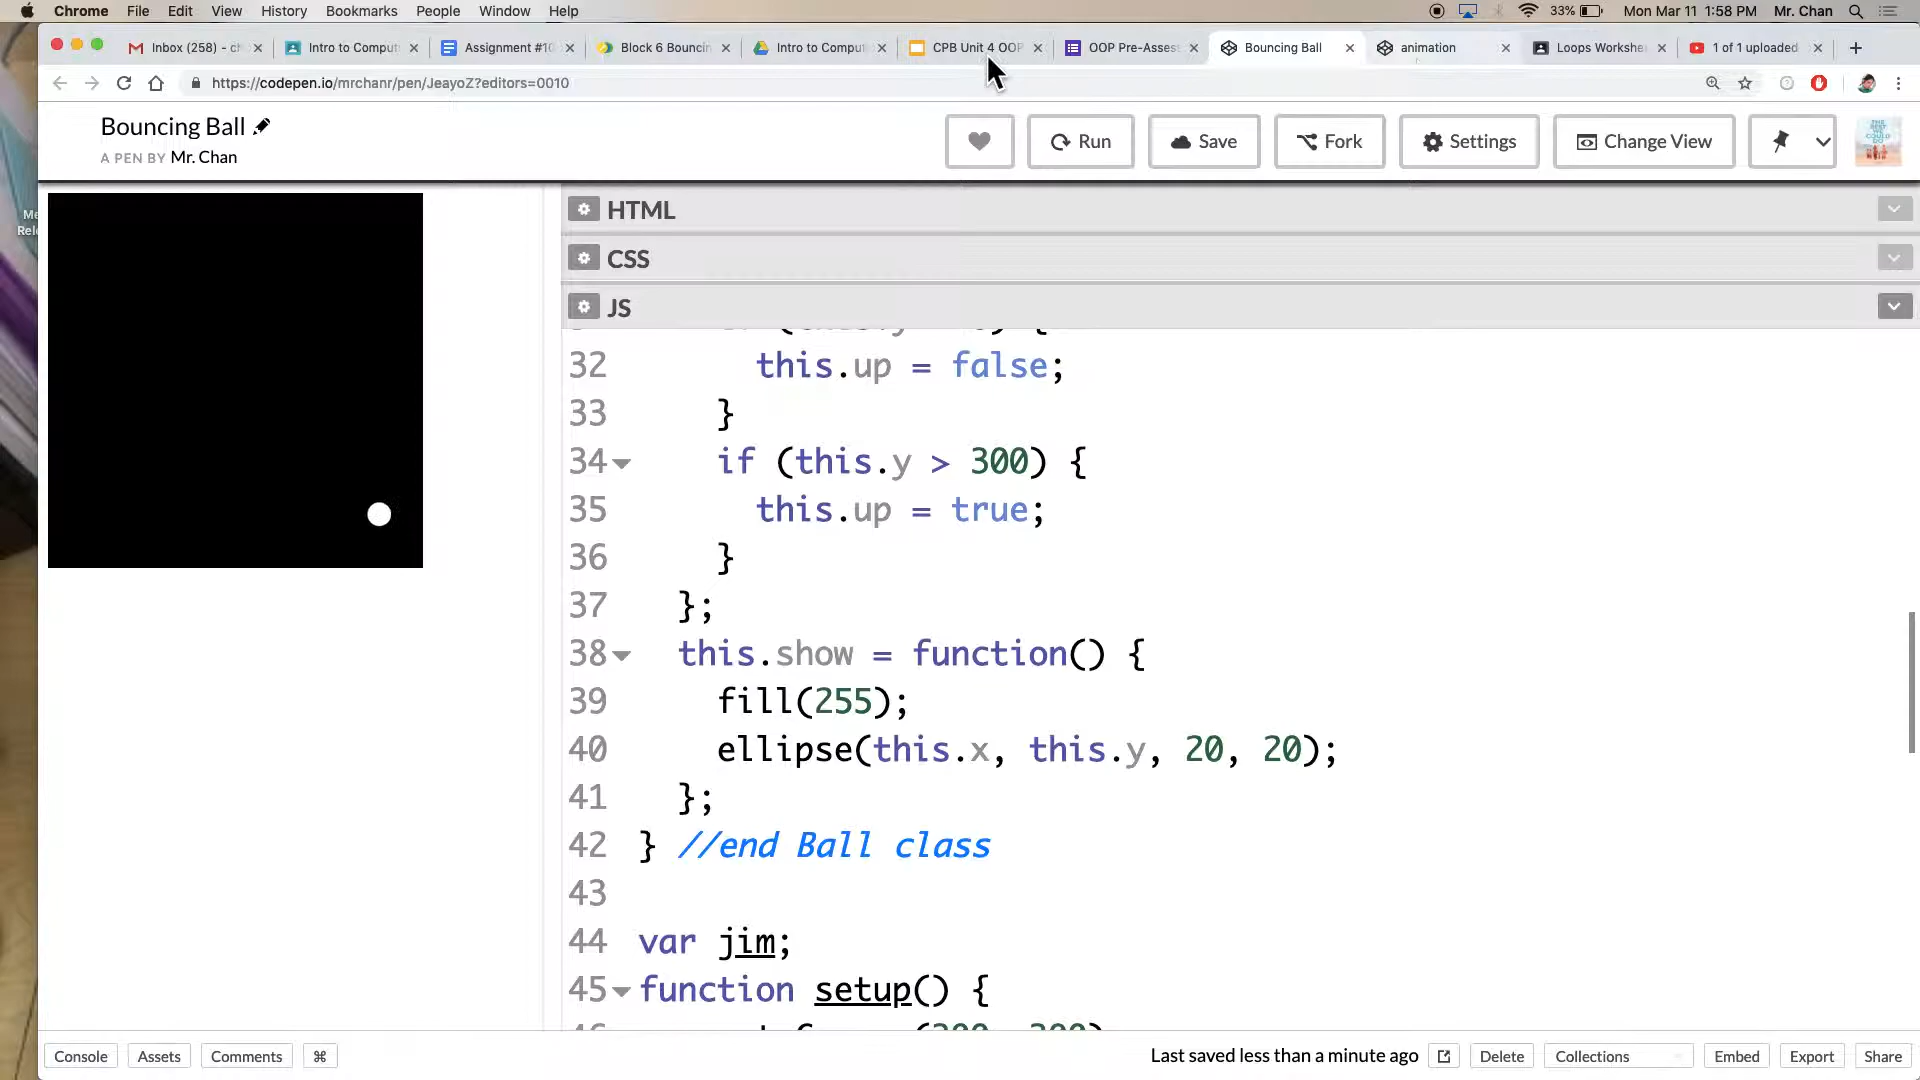 Chrome File Edit View History Bookmarks People Window Help 33% Mon Mar 11 1:58 PM Mr. Chan
Inbox (258) - ch Intro to Comput Assignment #10 Block 6 Bouncin Intro to Comput CPB Unit 4 OOP OOP Pre-Assess Bouncing Ball animation Loops Workshe 1 of 1 uploaded
https://codepen.io/mrchanr/pen/JeayoZ?editors=0010
Bouncing Ball
A PEN BY Mr. Chan
Run Save Fork Settings Change View
HTML
CSS
JS
32 this.up = false;
33 }
34 if (this.y > 300) {
35 this.up = true;
36 }
37 };
38 this.show = function() {
39 fill(255);
40 ellipse(this.x, this.y, 20, 20);
41 };
42 } //end Ball class
43
44 var jim;
45 function setup() {
Console Assets Comments ⌘ Last saved less than a minute ago Delete Collections Embed Export Share